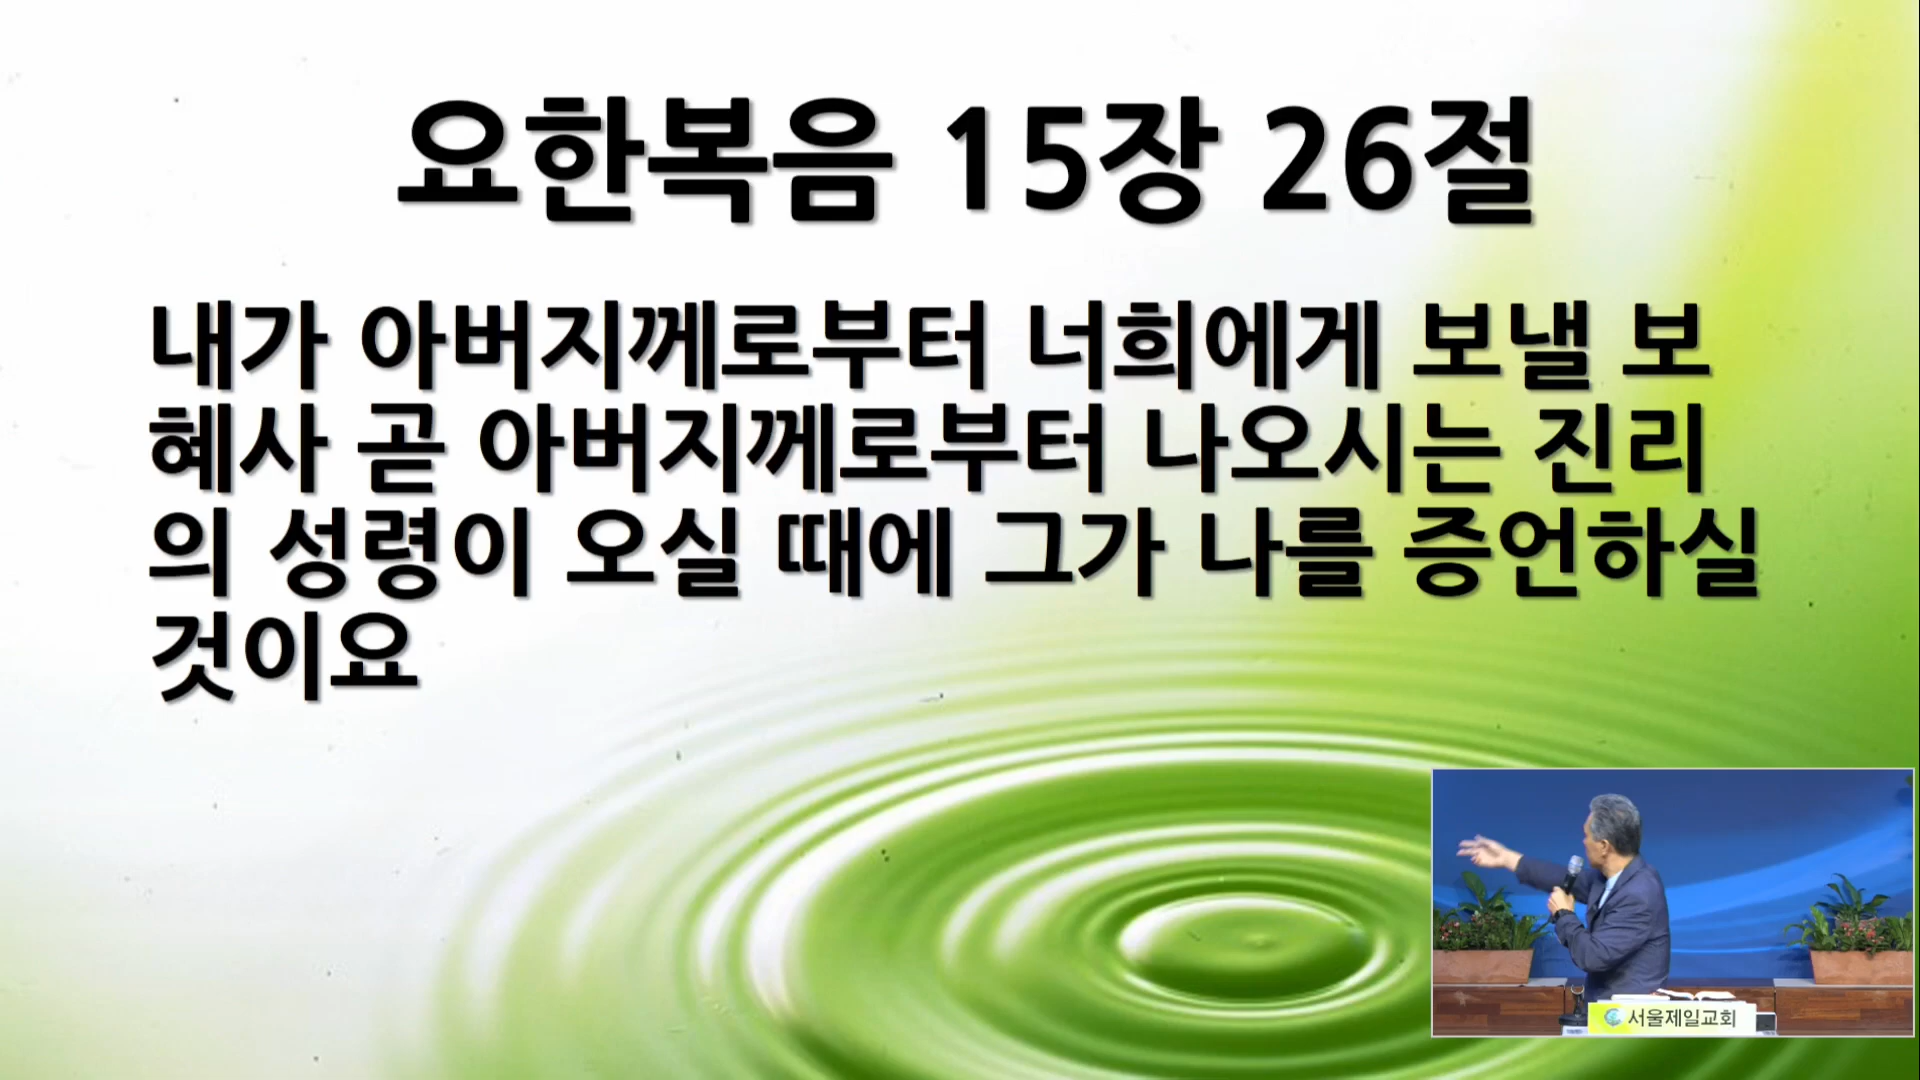 요한복음 15장 26절
내가 아버지께로부터 너희에게 보낼 보
혜사 곧 아버지께로부터 나오시는 진리
의 성령이 오실 때에 그가 나를 증언하실
것이요
서울제일교회